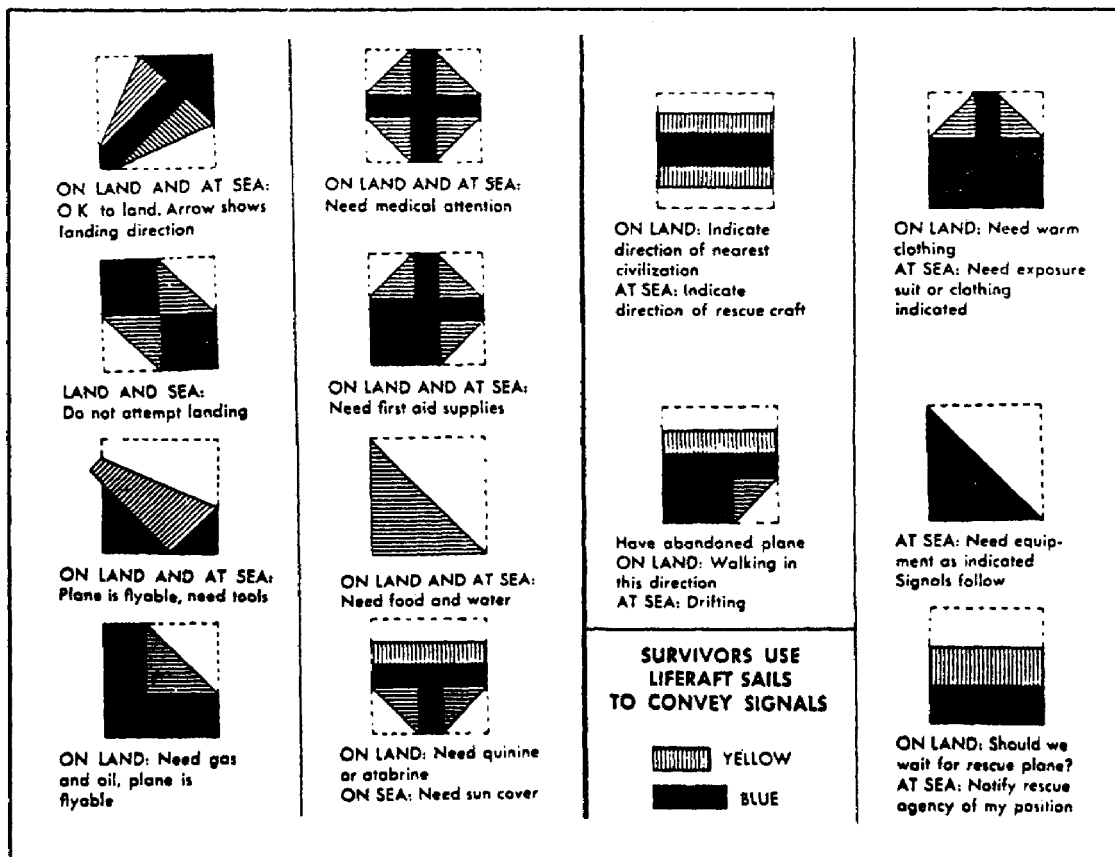 ON LAND AND AT SEA:
O K to land. Arrow shows
landing direction
LAND AND SEA:
Do not attempt landing
ON LAND AND AT SEA:
Plane is flyable, need tools
ON LAND: Need gas
and oil, plane is
flyable
ON LAND AND AT SEA:
Need medical attention
ON LAND AND AT SEA:
Need first aid supplies
ON LAND AND AT SEA:
Need food and water
ON LAND: Need quinine
or atabrine
ON SEA: Need sun cover
ON LAND: Indicate
direction of nearest
civilization
AT SEA: Indicate
direction of rescue craft
Have abandoned plane
ON LAND: Walking in
this direction
AT SEA: Drifting
SURVIVORS USE
LIFERAFT SAILS
TO CONVEY SIGNALS
YELLOW
BLUE
ON LAND: Need warm
clothing
AT SEA: Need exposure
suit or clothing
indicated
AT SEA: Need equip-
ment as indicated
Signals follow
ON LAND: Should we
wait for rescue plane?
AT SEA: Notify rescue
agency of my position